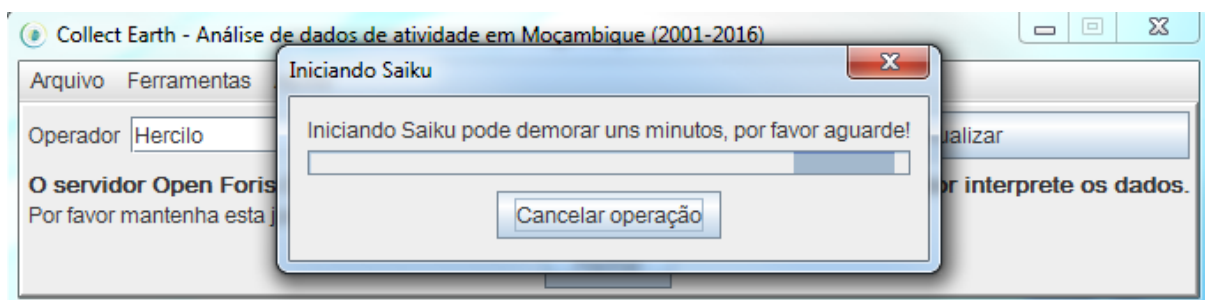 Collect Earth - Análise de dados de atividade em Moçambique (2001-2016)
Iniciando Saiku
Arquivo Ferramentas
Iniciando Saiku pode demorar uns minutos, por favor aguarde!
Operador Hercilo
O servidor Open Foris
or interprete os dados.
Por favor mantenha esta
Cancelar operação